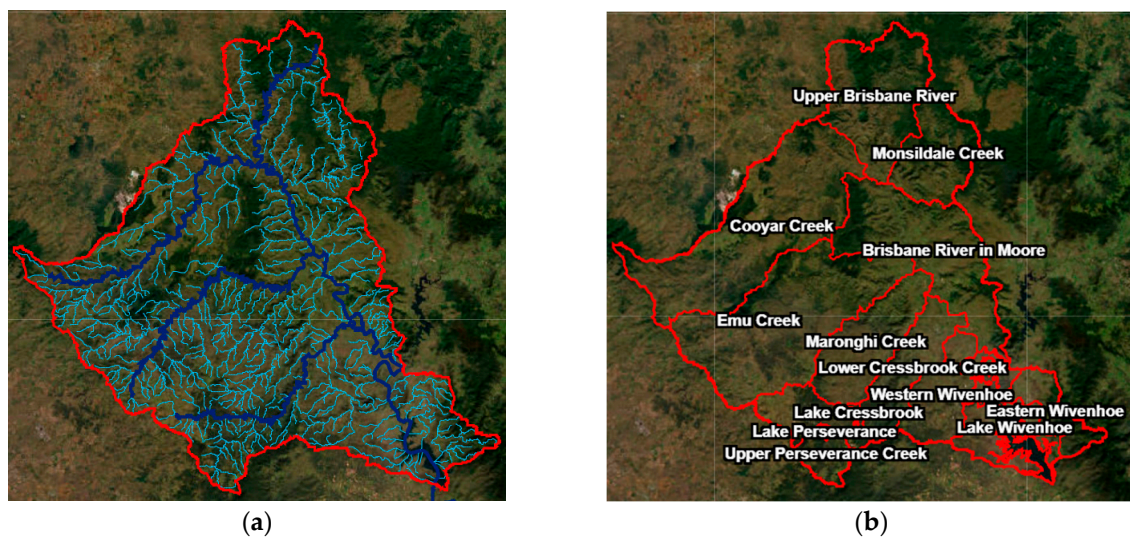 Upper Brisbane River
Monsildale Creek
Cooyar Creek
Brisbane River in Moore
Emu Creek
Maronghi Creek
Lower Cressbrook Creek
Western Wivenhoe
Lake Cressbrook
Eastern Wivenhoe
Lake Perseverance
Lake Wivenhoe
Upper Perseverance Creek
(a)
(b)